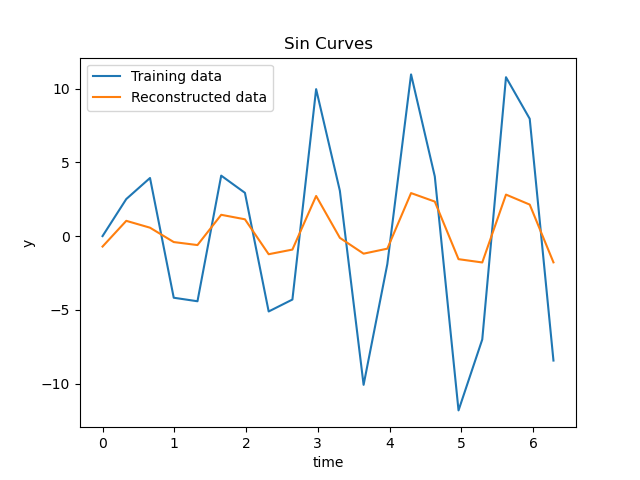 Sin Curves
Training data
Reconstructed data
10
5
0
−5
−10
y
0 1 2 3 4 5 6
time